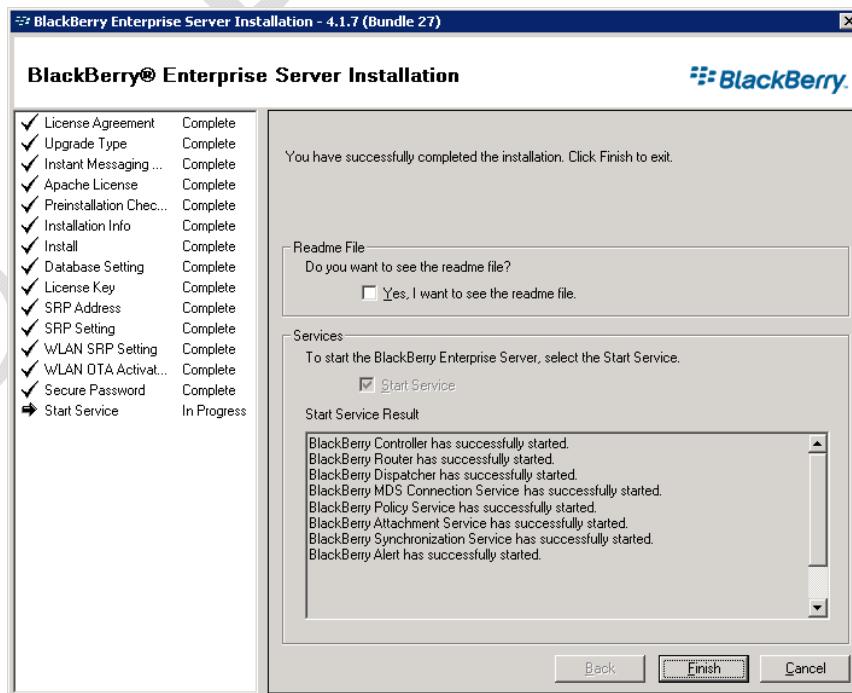 BlackBerry Enterprise Server Installation - 4.1.7 (Bundle 27)
BlackBerry® Enterprise Server Installation
BlackBerry.
License Agreement Complete
Upgrade Type Complete
Instant Messaging ... Complete
Apache License Complete
Preinstallation Chec... Complete
Installation Info Complete
Install Complete
Database Setting Complete
License Key Complete
SRP Address Complete
SRP Setting Complete
WLAN SRP Setting Complete
WLAN OTA Activat... Complete
Secure Password Complete
Start Service In Progress
You have successfully completed the installation. Click Finish to exit.
Readme File
Do you want to see the readme file?
Yes, I want to see the readme file.
Services
To start the BlackBerry Enterprise Server, select the Start Service.
Start Service
Start Service Result
BlackBerry Controller has successfully started.
BlackBerry Router has successfully started.
BlackBerry Dispatcher has successfully started.
BlackBerry MDS Connection Service has successfully started.
BlackBerry Policy Service has successfully started.
BlackBerry Attachment Service has successfully started.
BlackBerry Synchronization Service has successfully started.
BlackBerry Alert has successfully started.
Back Finish Cancel